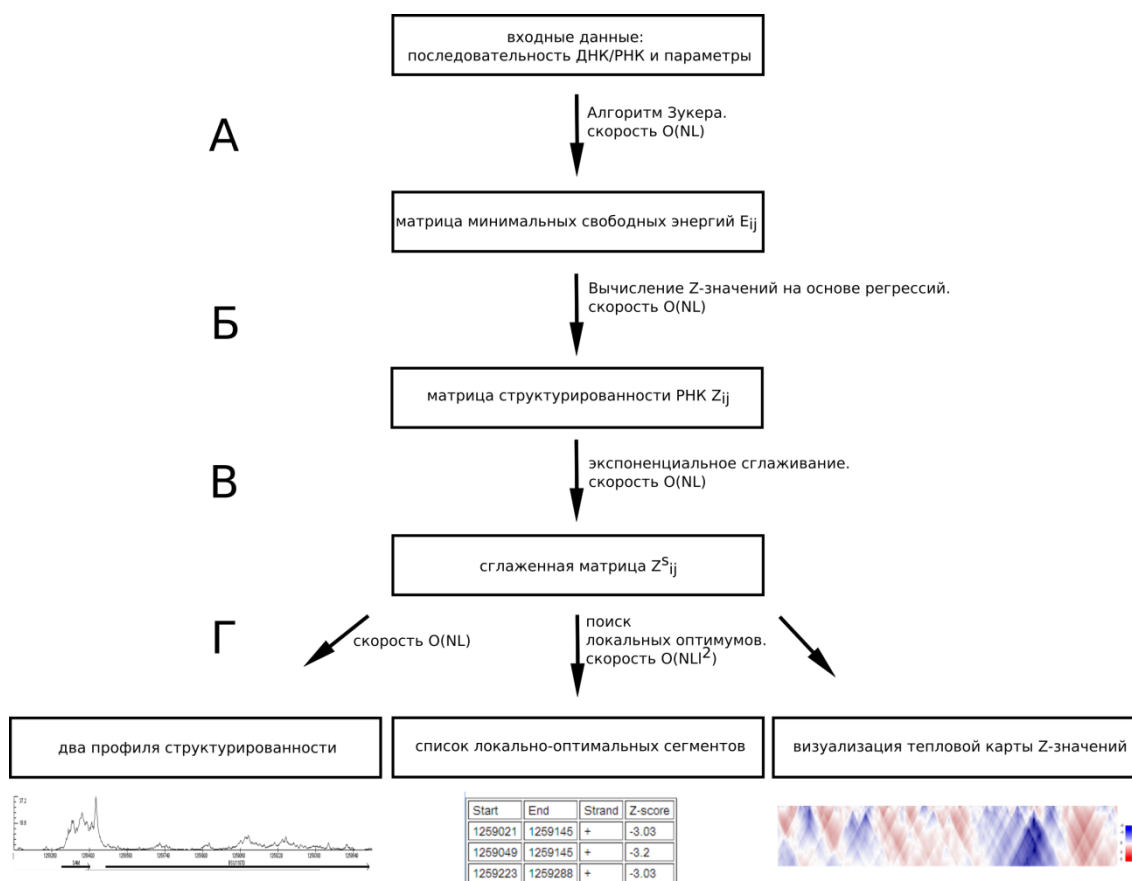 входные данные:
последовательность ДНК/РНК и параметры
А
Алгоритм Зукера.
скорость O(NL)
матрица минимальных свободных энергий Eij
Б
Вычисление Z-значений на основе регрессий.
скорость O(NL)
матрица структурированности РНК Zij
В
экспоненциальное сглаживание.
скорость O(NL)
сглаженная матрица ZSij
Г
скорость O(NL)
поиск
локальных оптимумов.
скорость O(NLl2)
два профиля структурированности
список локально-оптимальных сегментов
визуализация тепловой карты Z-значений
Start End Strand Z-score
1259021 1259145 + -3.03
1259049 1259145 + -3.2
1259223 1259288 + -3.03